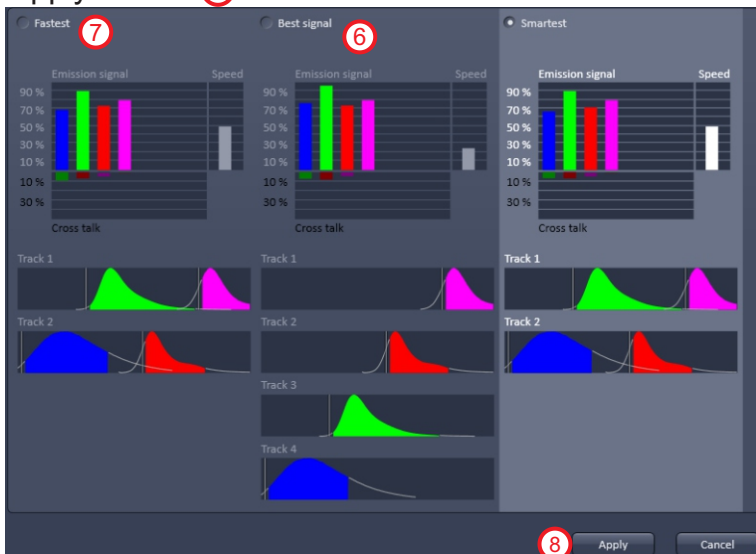 Fastest
7
Emission signal Speed
90 %
70 %
50 %
30 %
10 %
10 %
30 %
Cross talk
Track 1
Track 2
Best signal
6
Emission signal Speed
90 %
70 %
50 %
30 %
10 %
10 %
30 %
Cross talk
Track 1
Track 2
Track 3
Track 4
Smartest
Emission signal Speed
90 %
70 %
50 %
30 %
10 %
10 %
30 %
Cross talk
Track 1
Track 2
8 Apply Cancel